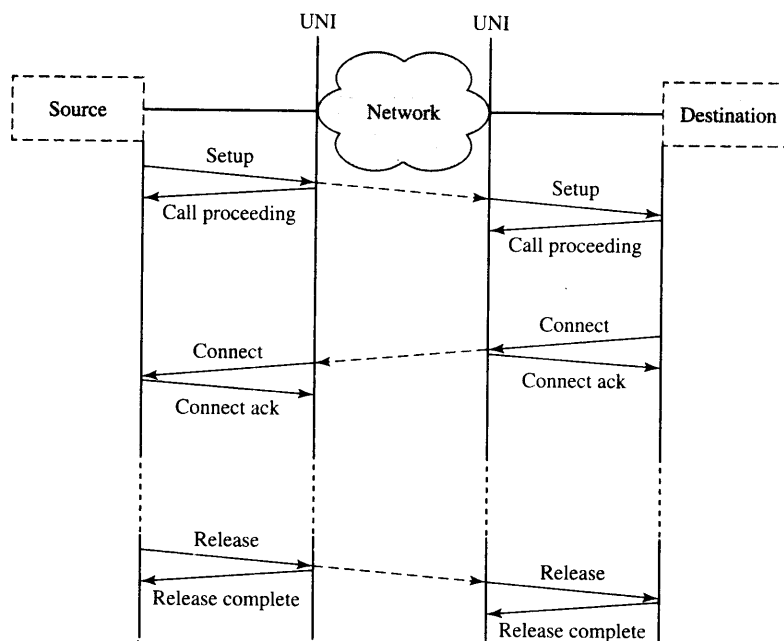 UNI
UNI
Source
Network
Destination
Setup
Setup
Call proceeding
Call proceeding
Connect
Connect
Connect ack
Connect ack
Release
Release
Release complete
Release complete